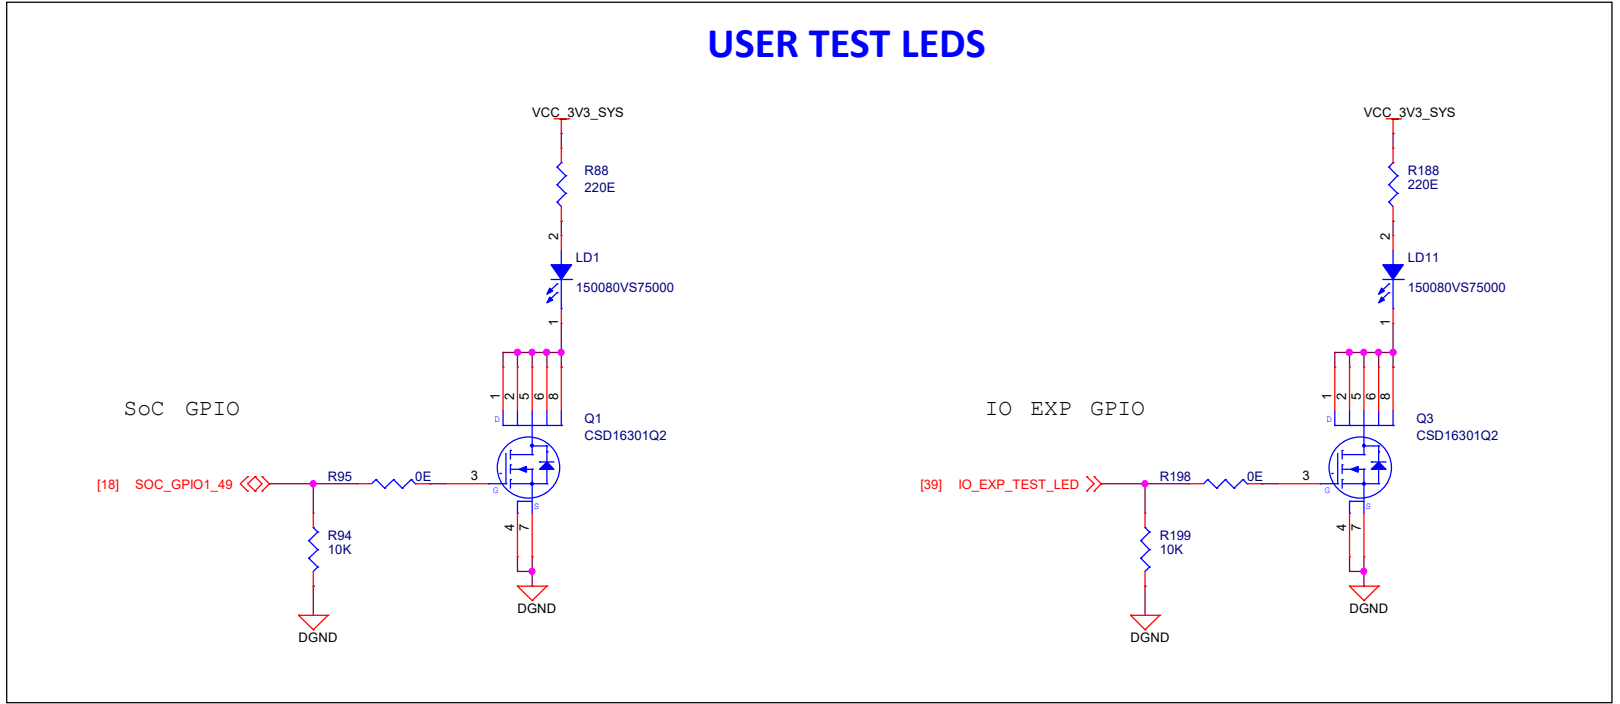 USER TEST LEDS
VCC_3V3_SYS
R88
220E
2
LD1
150080VS75000
1
1 2 5 6 8
D
Q1
CSD16301Q2
SoC GPIO
[18] SOC_GPIO1_49
R95
0E
3
G
S
4 7
R94
10K
DGND
DGND
VCC_3V3_SYS
R188
220E
2
LD11
150080VS75000
1
1 2 5 6 8
D
Q3
CSD16301Q2
IO EXP GPIO
[39] IO_EXP_TEST_LED
R198
0E
3
G
S
4 7
R199
10K
DGND
DGND